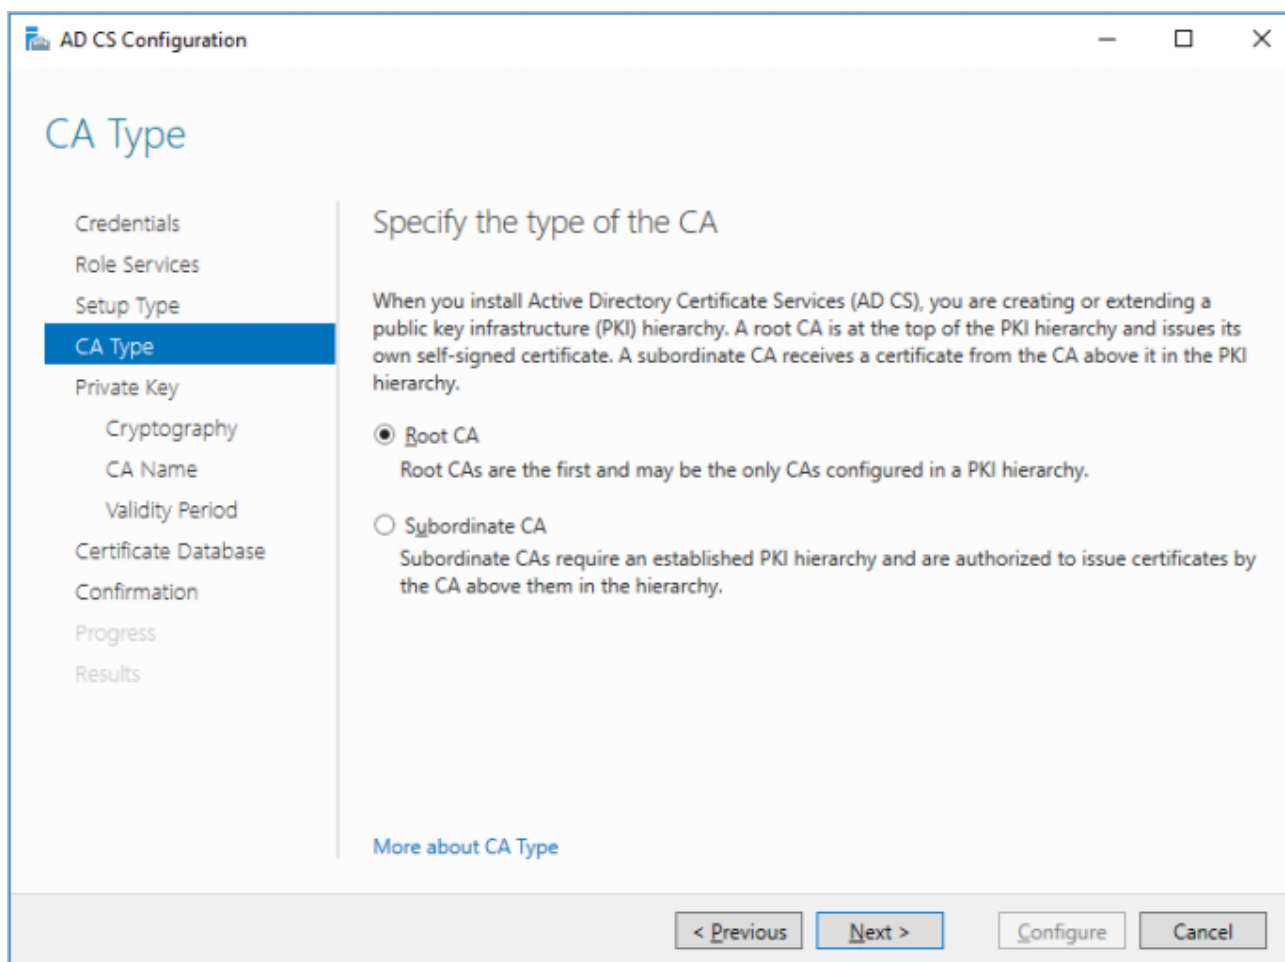 AD CS Configuration
CA Type
Credentials
Role Services
Setup Type
CA Type
Private Key
Cryptography
CA Name
Validity Period
Certificate Database
Confirmation
Progress
Results
Specify the type of the CA
When you install Active Directory Certificate Services (AD CS), you are creating or extending a
public key infrastructure (PKI) hierarchy. A root CA is at the top of the PKI hierarchy and issues its
own self-signed certificate. A subordinate CA receives a certificate from the CA above it in the PKI
hierarchy.
Root CA
Root CAs are the first and may be the only CAs configured in a PKI hierarchy.
Subordinate CA
Subordinate CAs require an established PKI hierarchy and are authorized to issue certificates by
the CA above them in the hierarchy.
More about CA Type
< Previous
Next >
Configure
Cancel